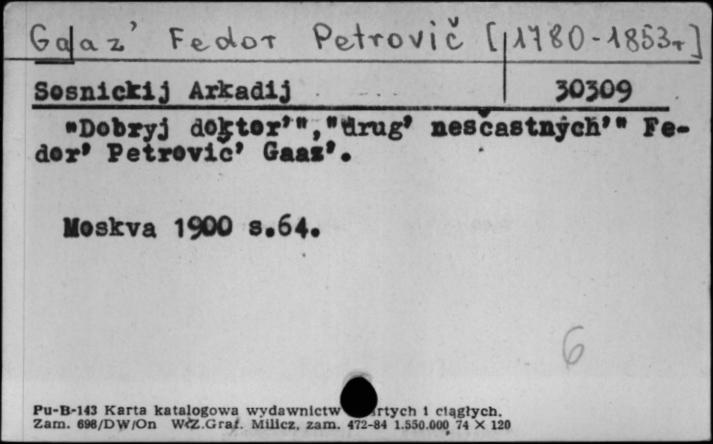 Gaaz' Fedor Petrovič [1780-1853r]
Sosnickij Arkadij 30309
"Dobryj doktor'", "drug' nesčastnych'" Fe-
dor' Petrovič' Gaaz'.
Moskva 1900 s.64.
6
Pu-B-143 Karta katalogowa wydawnictw rtych i ciągłych.
Zam. 698/DW/On WZ.Graf. Milicz, zam. 472-84 1.550.000 74 X 120